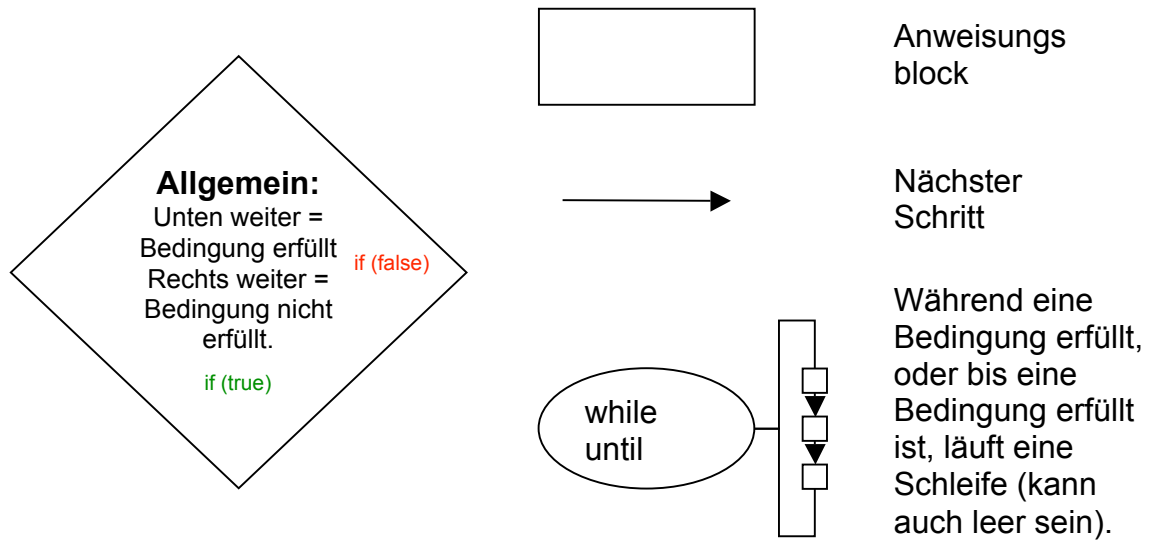 Allgemein:
Unten weiter =
Bedingung erfüllt
Rechts weiter =
Bedingung nicht
erfüllt.
if (false)
if (true)
Anweisungs
block
Nächster
Schritt
while
until
Während eine
Bedingung erfüllt,
oder bis eine
Bedingung erfüllt
ist, läuft eine
Schleife (kann
auch leer sein).